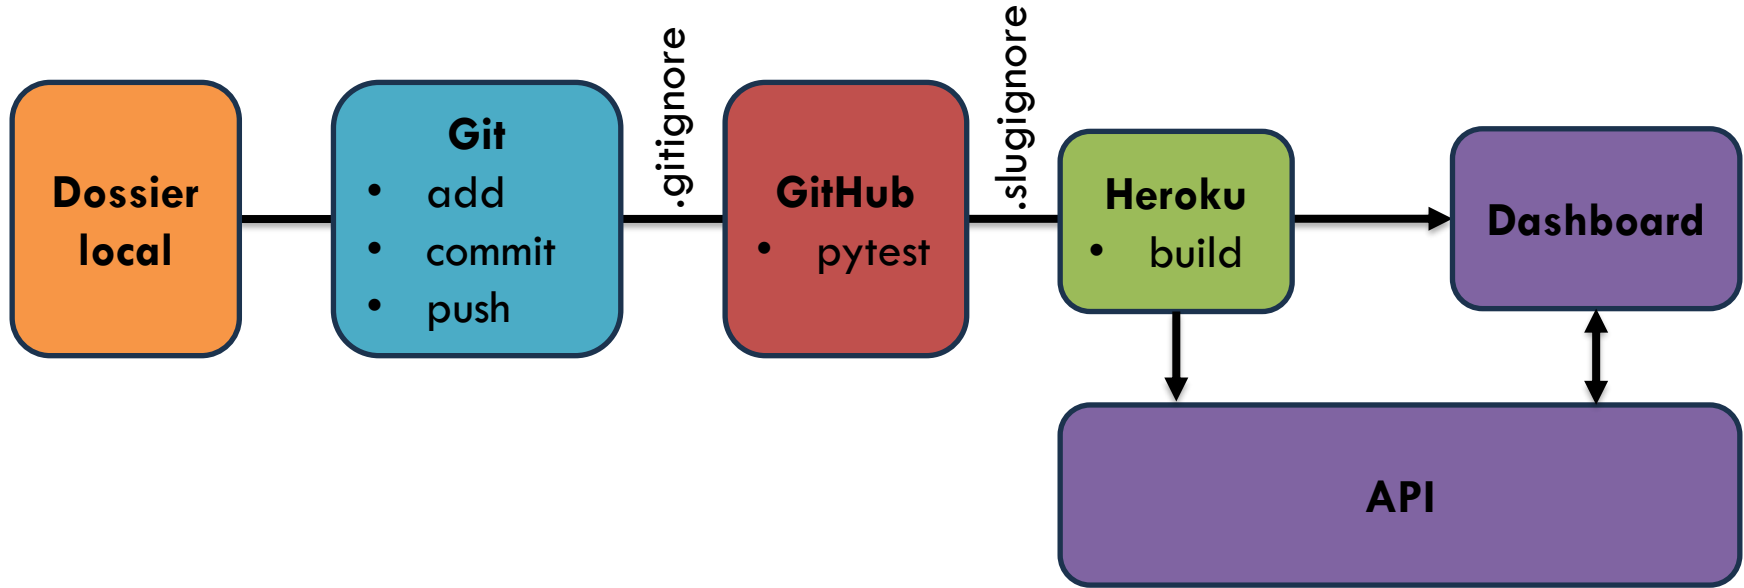 Dossier
local
Git
• add
• commit
• push
.gitignore
GitHub
• pytest
.slugignore
Heroku
• build
Dashboard
API